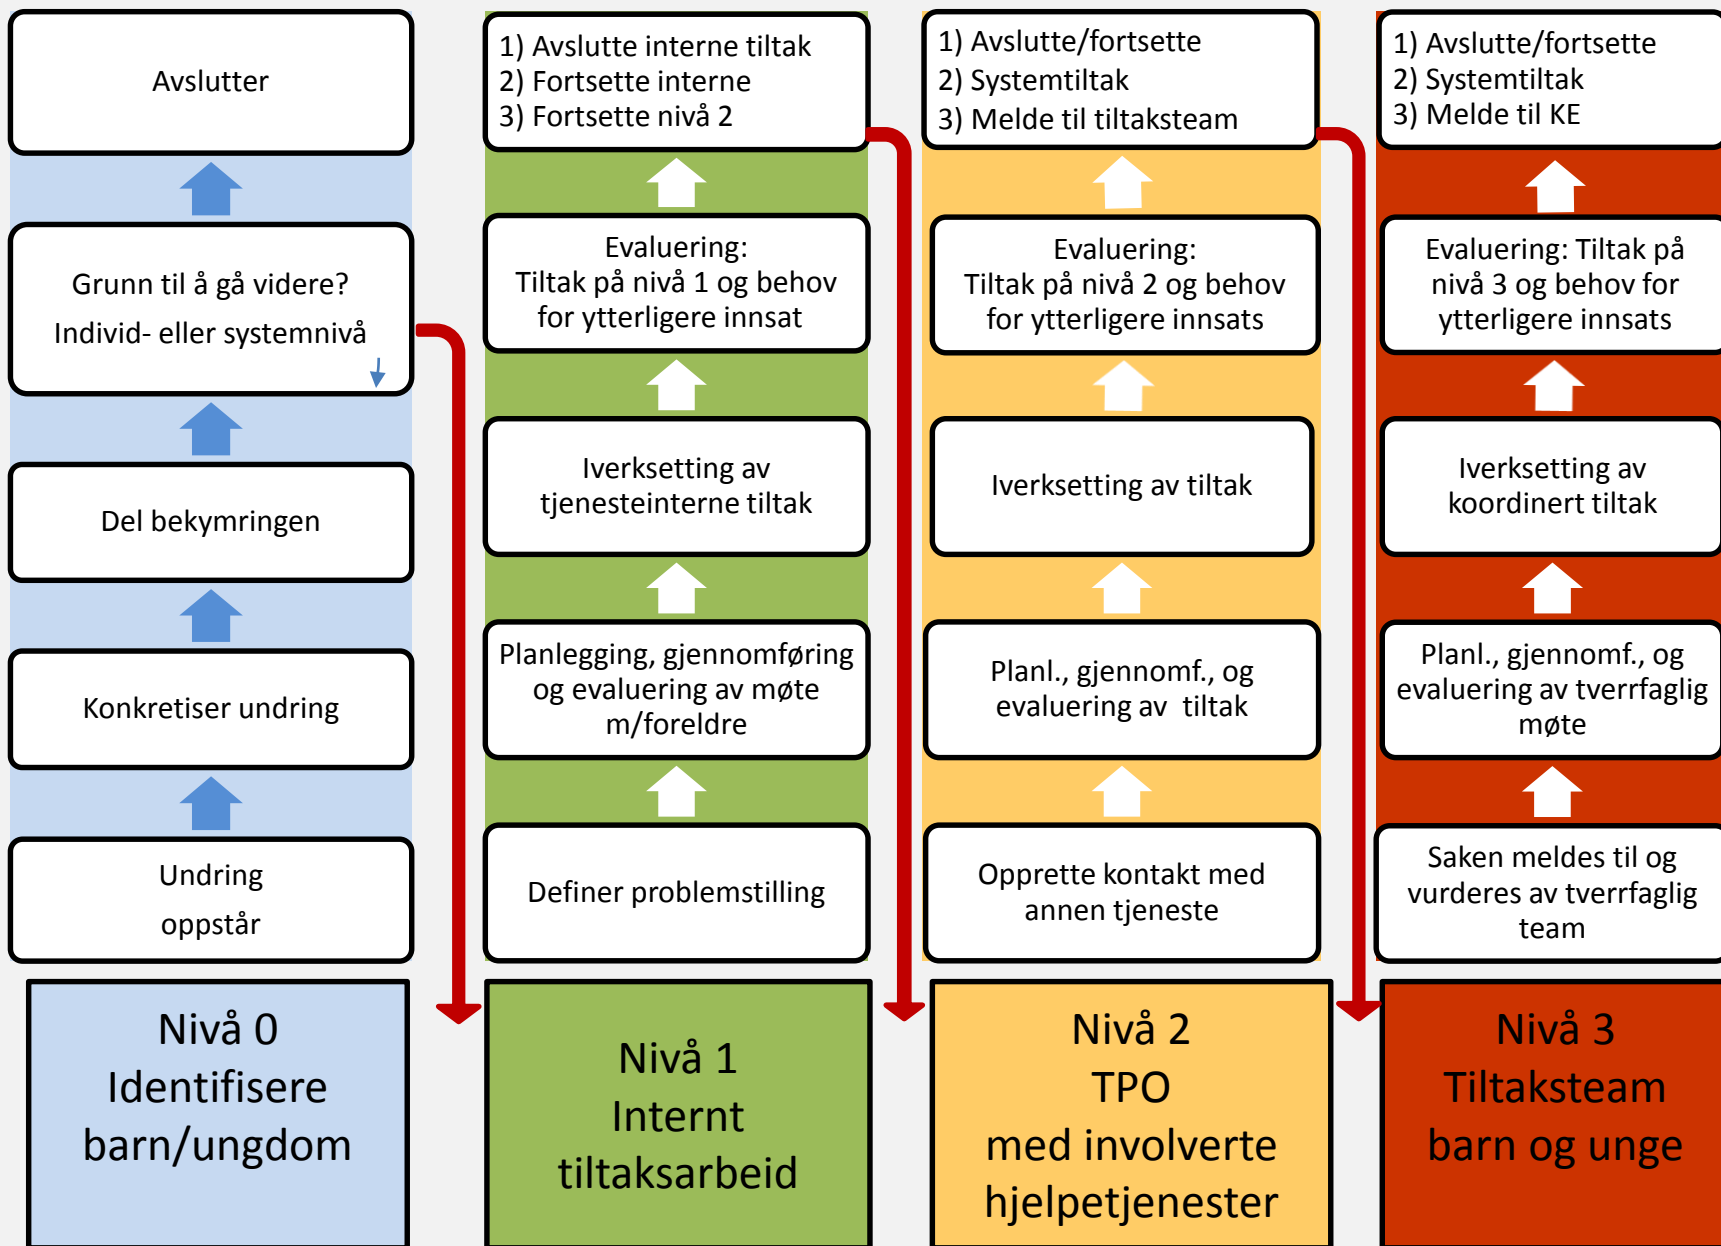 Avslutter
Grunn til å gå videre?
Individ- eller systemnivå
Del bekymringen
Konkretiser undring
Undring
oppstår
Nivå 0
Identifisere
barn/ungdom
1) Avslutte interne tiltak
2) Fortsette interne
3) Fortsette nivå 2
Evaluering:
Tiltak på nivå 1 og behov
for ytterligere innsat
Iverksetting av
tjenesteinterne tiltak
Planlegging, gjennomføring
og evaluering av møte
m/foreldre
Definer problemstilling
Nivå 1
Internt
tiltaksarbeid
1) Avslutte/fortsette
2) Systemtiltak
3) Melde til tiltaksteam
Evaluering:
Tiltak på nivå 2 og behov
for ytterligere innsats
Iverksetting av tiltak
Planl., gjennomf., og
evaluering av tiltak
Opprette kontakt med
annen tjeneste
Nivå 2
TPO
med involverte
hjelpetjenester
1) Avslutte/fortsette
2) Systemtiltak
3) Melde til KE
Evaluering: Tiltak på
nivå 3 og behov for
ytterligere innsats
Iverksetting av
koordinert tiltak
Planl., gjennomf., og
evaluering av tverrfaglig
møte
Saken meldes til og
vurderes av tverrfaglig
team
Nivå 3
Tiltaksteam
barn og unge